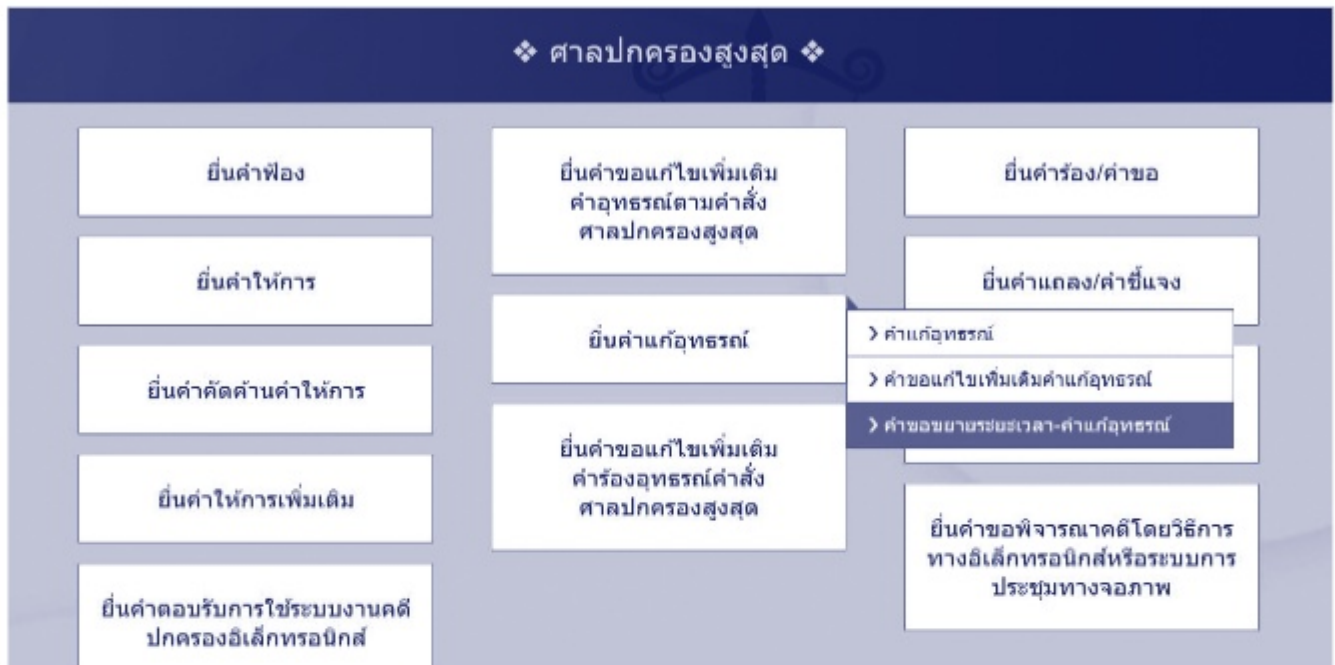 ❖ ศาลปกครองสูงสุด ❖
ยื่นคำฟ้อง
ยื่นคำให้การ
ยื่นคำคัดค้านคำให้การ
ยื่นคำให้การเพิ่มเติม
ยื่นคำตอบรับการใช้ระบบงานคดี
ปกครองอิเล็กทรอนิกส์
ยื่นคำขอแก้ไขเพิ่มเติม
คำอุทธรณ์ตามคำสั่ง
ศาลปกครองสูงสุด
ยื่นคำแก้อุทธรณ์
ยื่นคำขอแก้ไขเพิ่มเติม
คำร้องอุทธรณ์คำสั่ง
ศาลปกครองสูงสุด
ยื่นคำร้อง/คำขอ
ยื่นคำแถลง/คำชี้แจง
❯ คำแก้อุทธรณ์
❯ คำขอแก้ไขเพิ่มเติมคำแก้อุทธรณ์
❯ คำขอขยายระยะเวลา-คำแก้อุทธรณ์
ยื่นคำขอพิจารณาคดีโดยวิธีการ
ทางอิเล็กทรอนิกส์หรือระบบการ
ประชุมทางจอภาพ